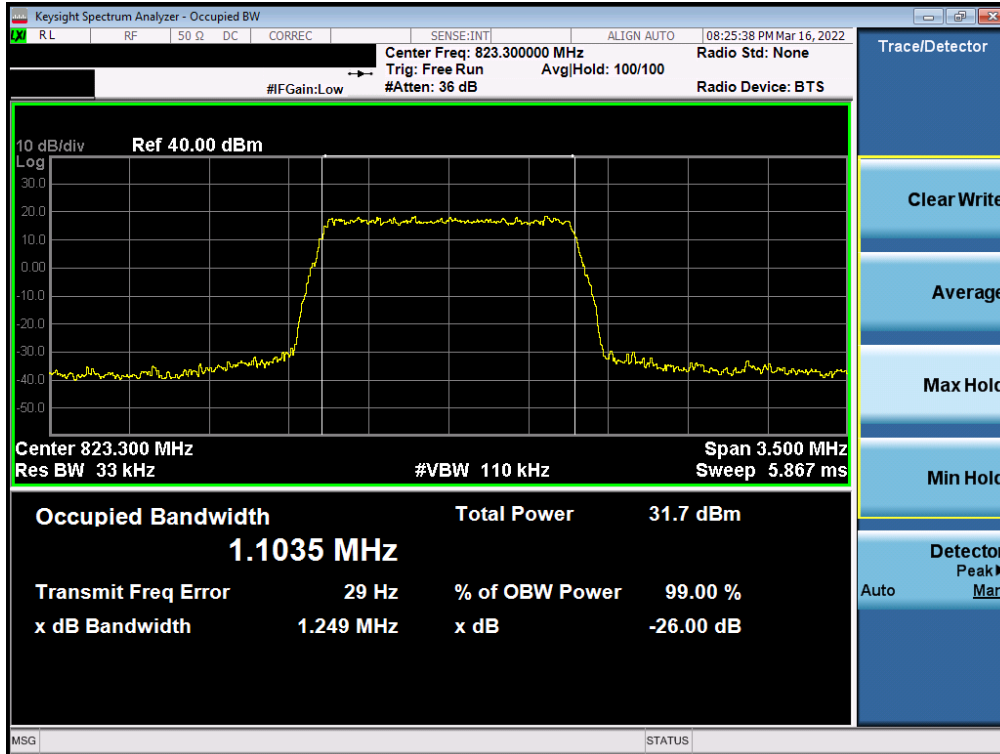 Keysight Spectrum Analyzer - Occupied BW
LXI RL RF 50 Ω DC CORREC SENSE:INT ALIGN AUTO 08:25:38 PM Mar 16, 2022
Center Freq: 823.300000 MHz Radio Std: None
Trig: Free Run Avg|Hold: 100/100
#IFGain:Low #Atten: 36 dB Radio Device: BTS
Trace/Detector
10 dB/div Ref 40.00 dBm
Log
30.0
20.0
10.0
0.00
-10.0
-20.0
-30.0
-40.0
-50.0
Center 823.300 MHz Span 3.500 MHz
Res BW 33 kHz #VBW 110 kHz Sweep 5.867 ms
Occupied Bandwidth Total Power 31.7 dBm
1.1035 MHz
Transmit Freq Error 29 Hz % of OBW Power 99.00 %
x dB Bandwidth 1.249 MHz x dB -26.00 dB
Clear Write
Average
Max Hold
Min Hold
Detector
Peak
Auto Man
MSG STATUS